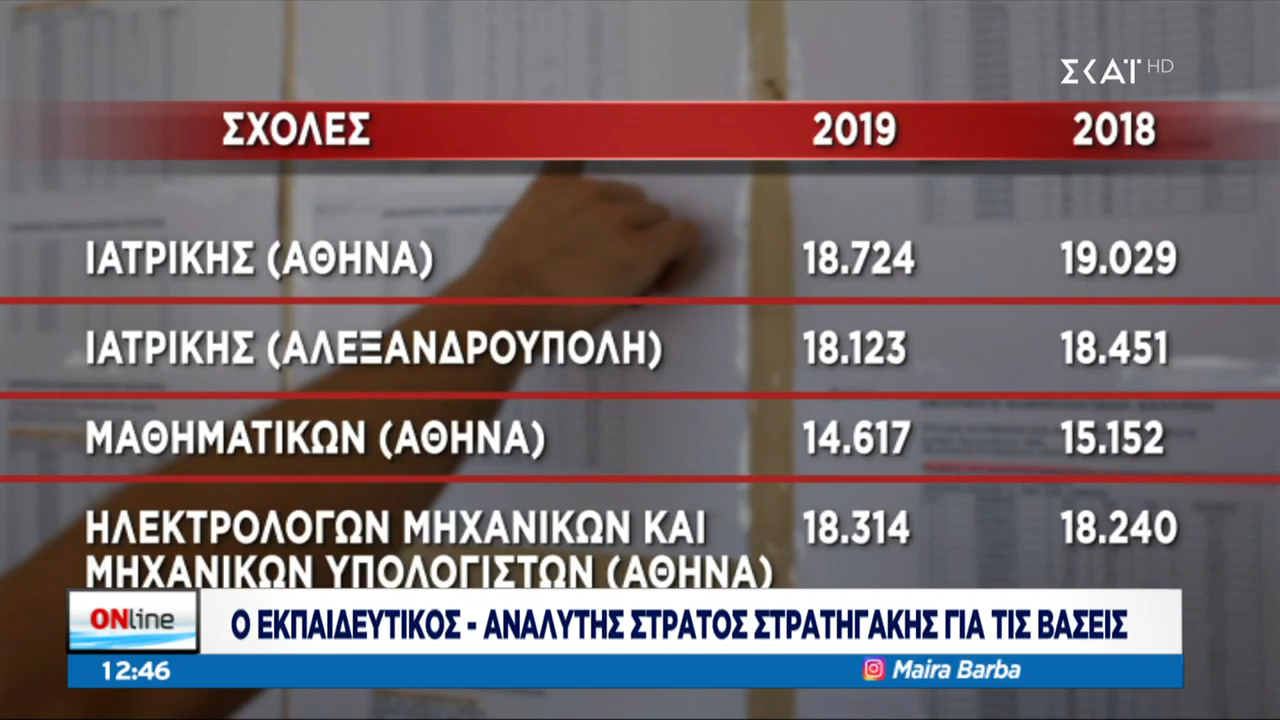 ΣΚΑΪ HD
ΣΧΟΛΕΣ 2019 2018
ΙΑΤΡΙΚΗΣ (ΑΘΗΝΑ) 18.724 19.029
ΙΑΤΡΙΚΗΣ (ΑΛΕΞΑΝΔΡΟΥΠΟΛΗ) 18.123 18.451
ΜΑΘΗΜΑΤΙΚΩΝ (ΑΘΗΝΑ) 14.617 15.152
ΗΛΕΚΤΡΟΛΟΓΩΝ ΜΗΧΑΝΙΚΩΝ ΚΑΙ 18.314 18.240
ΜΗΧΑΝΙΚΩΝ ΥΠΟΛΟΓΙΣΤΩΝ (ΑΘΗΝΑ)
ONline Ο ΕΚΠΑΙΔΕΥΤΙΚΟΣ - ΑΝΑΛΥΤΗΣ ΣΤΡΑΤΟΣ ΣΤΡΑΤΗΓΑΚΗΣ ΓΙΑ ΤΙΣ ΒΑΣΕΙΣ
12:46 Maira Barba